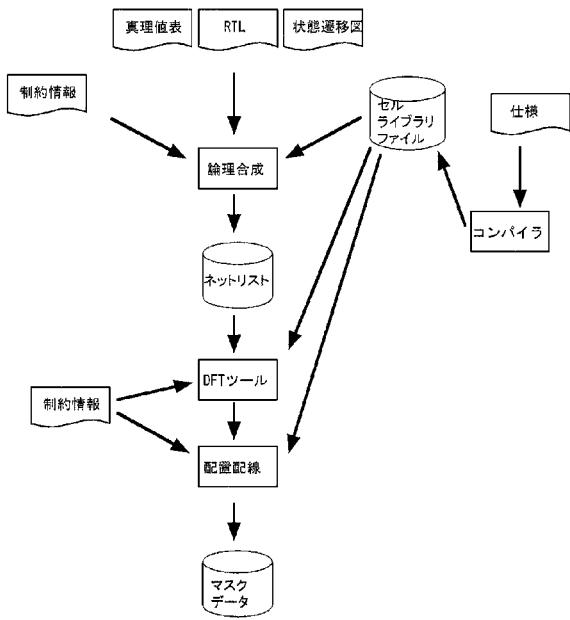 真理値表
RTL
状態遷移図
制約情報
セル
ライブラリ
ファイル
仕様
論理合成
コンパイラ
ネットリスト
DFTツール
制約情報
配置配線
マスク
データ